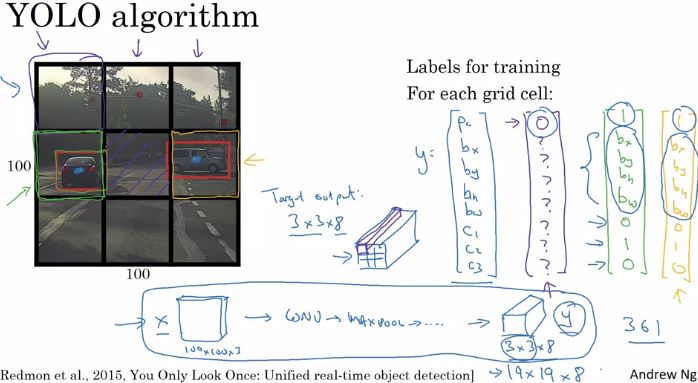 YOLO algorithm
100
100
Labels for training
For each grid cell:
y =
Pc
bx
by
bh
bw
C1
C2
C3
0
?
?
?
?
?
?
?
1
bx
by
bh
bw
0
1
0
1
bx
by
bh
bw
0
1
0
Target output:
3×3×8
x
100×100×3
→ CONV → MAXPOOL → ....
3×3×8
y
361
→ 19×19×8
Redmon et al., 2015, You Only Look Once: Unified real-time object detection]
Andrew Ng